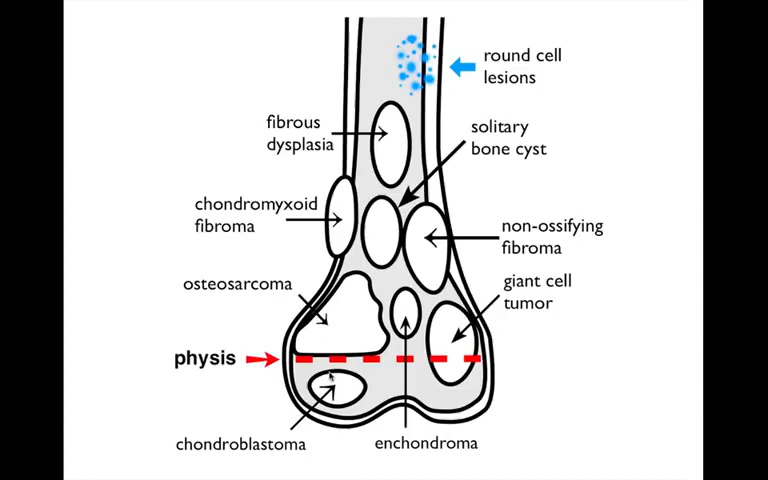 round cell
lesions
fibrous
dysplasia
solitary
bone cyst
chondromyxoid
fibroma
non-ossifying
fibroma
osteosarcoma
giant cell
tumor
physis
chondroblastoma
enchondroma